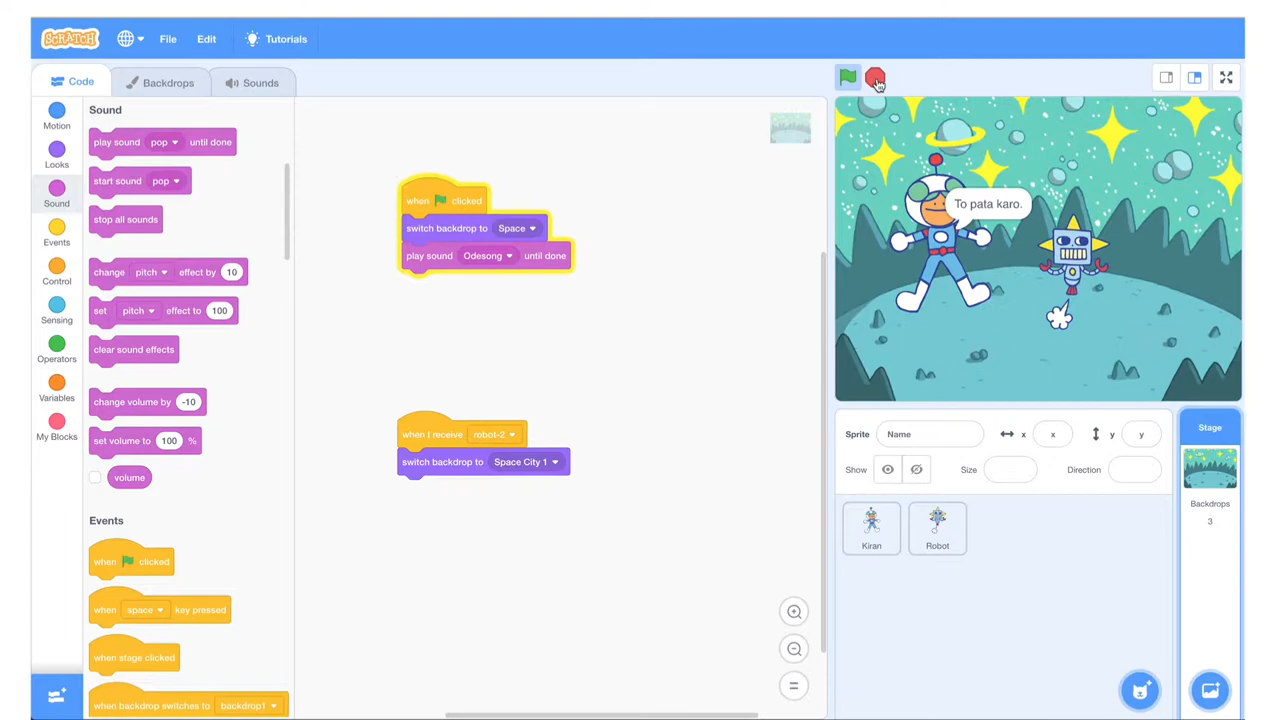 SCRATCH
File
Edit
Tutorials
Code
Backdrops
Sounds
Motion
Looks
Sound
Events
Control
Sensing
Operators
Variables
My Blocks
Sound
play sound pop until done
start sound pop
stop all sounds
change pitch effect by 10
set pitch effect to 100
clear sound effects
change volume by -10
set volume to 100 %
volume
Events
when clicked
when space key pressed
when stage clicked
when backdrop switches to backdrop1
when clicked
switch backdrop to Space
play sound Odesong until done
when I receive robot-2
switch backdrop to Space City 1
To pata karo.
Sprite Name x x y y
Show Size Direction
Kiran
Robot
Stage
Backdrops
3